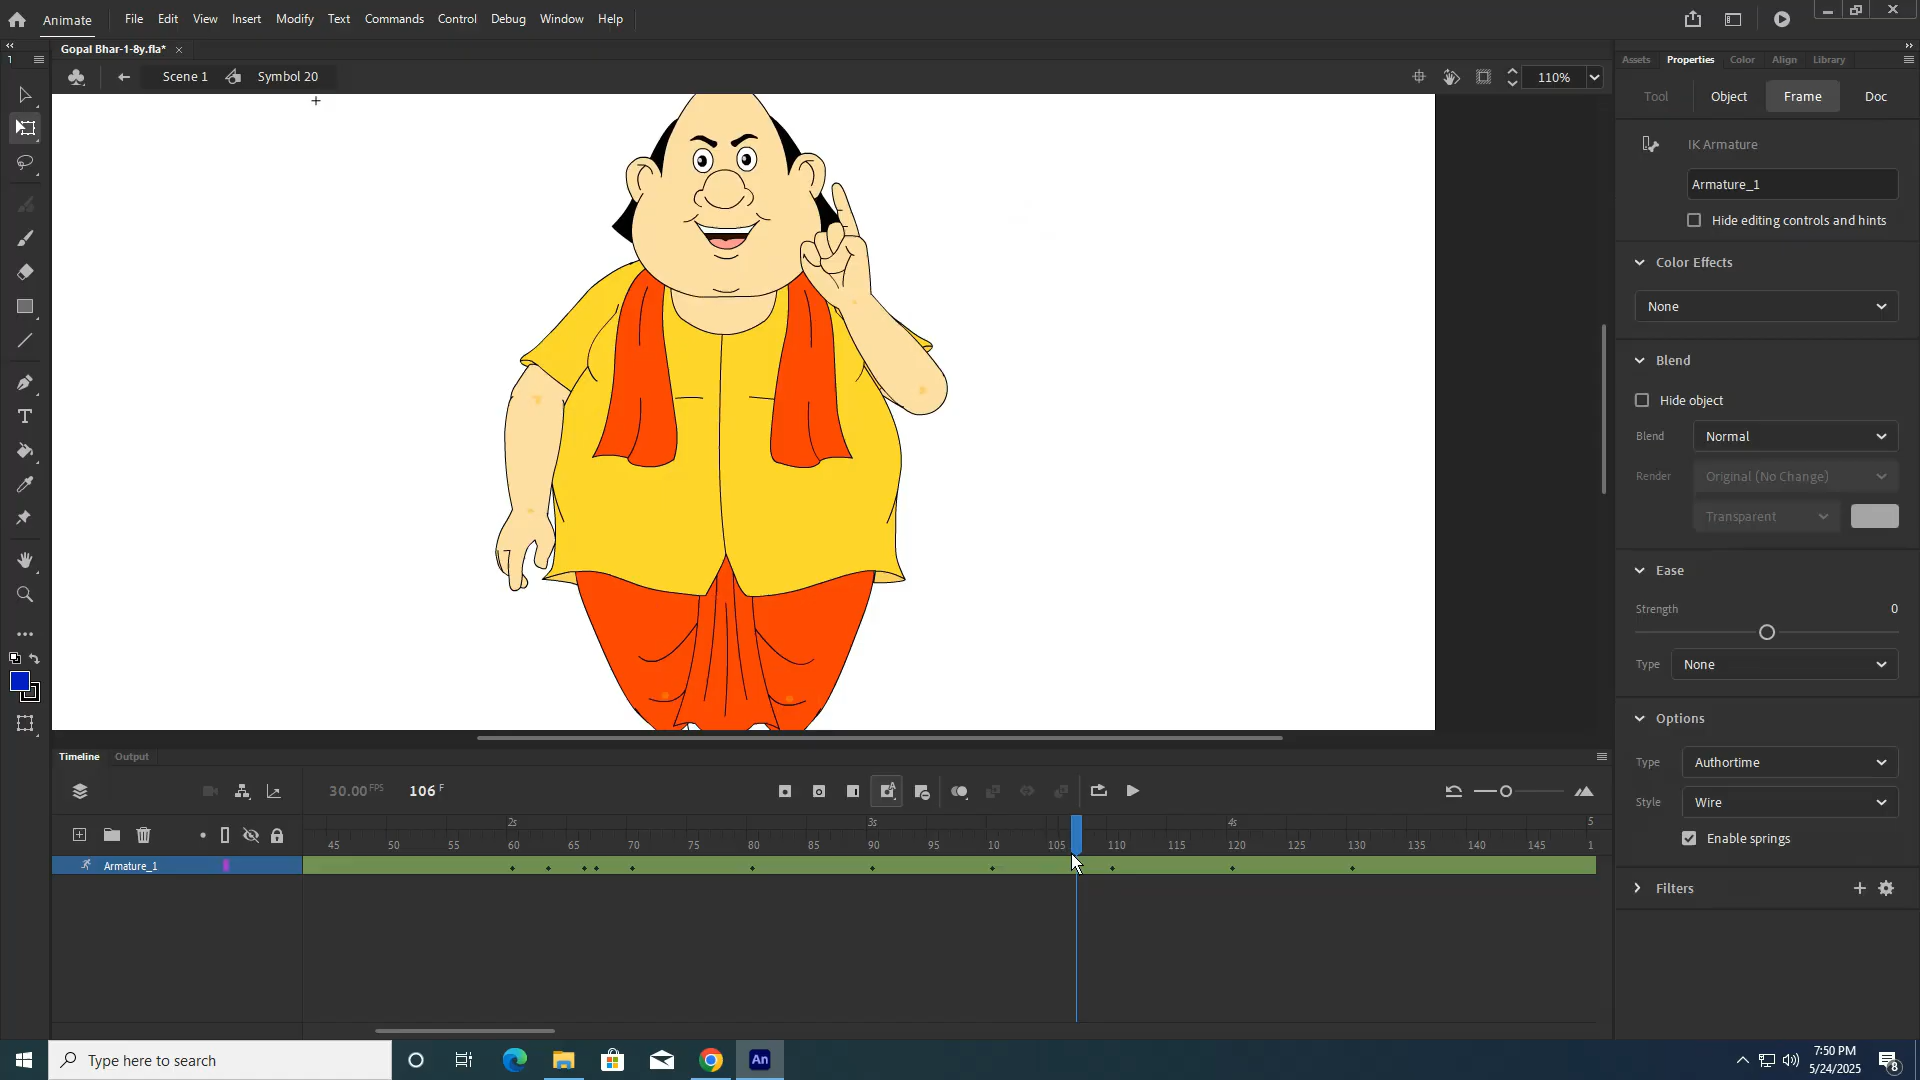 Animate File Edit View Insert Modify Text Commands Control Debug Window Help
Gopal Bhar-1-8y.fla* ×
1 Assets Properties Color Align Library
Scene 1 Symbol 20 110%
Tool Object Frame Doc
IK Armature
Armature_1
Hide editing controls and hints
Color Effects
None
Blend
Hide object
Blend Normal
Render Original (No Change)
Transparent
Ease
Strength 0
Type None
Options
Type Authortime
Style Wire
Enable springs
Filters
Timeline Output
30.00 FPS 106 F
2s 3s 4s 5
45 50 55 60 65 70 75 80 85 90 95 10 105 110 115 120 125 130 135 140 145 1
Armature_1
Type here to search
An
7:50 PM
5/24/2025
8